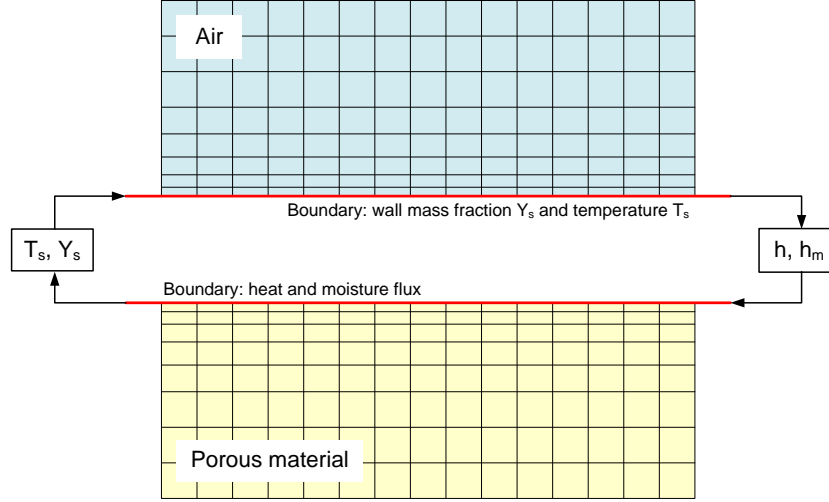 Air
Boundary: wall mass fraction Yₛ and temperature Tₛ
Tₛ, Yₛ
h, hₘ
Boundary: heat and moisture flux
Porous material